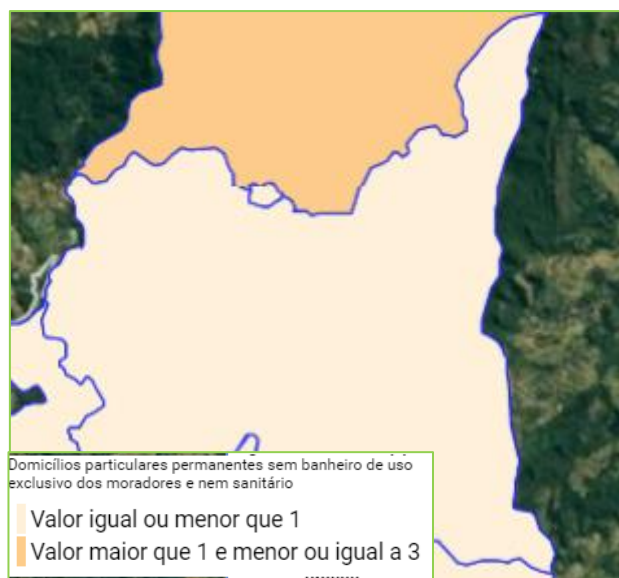 Domicílios particulares permanentes sem banheiro de uso
exclusivo dos moradores e nem sanitário
Valor igual ou menor que 1
Valor maior que 1 e menor ou igual a 3